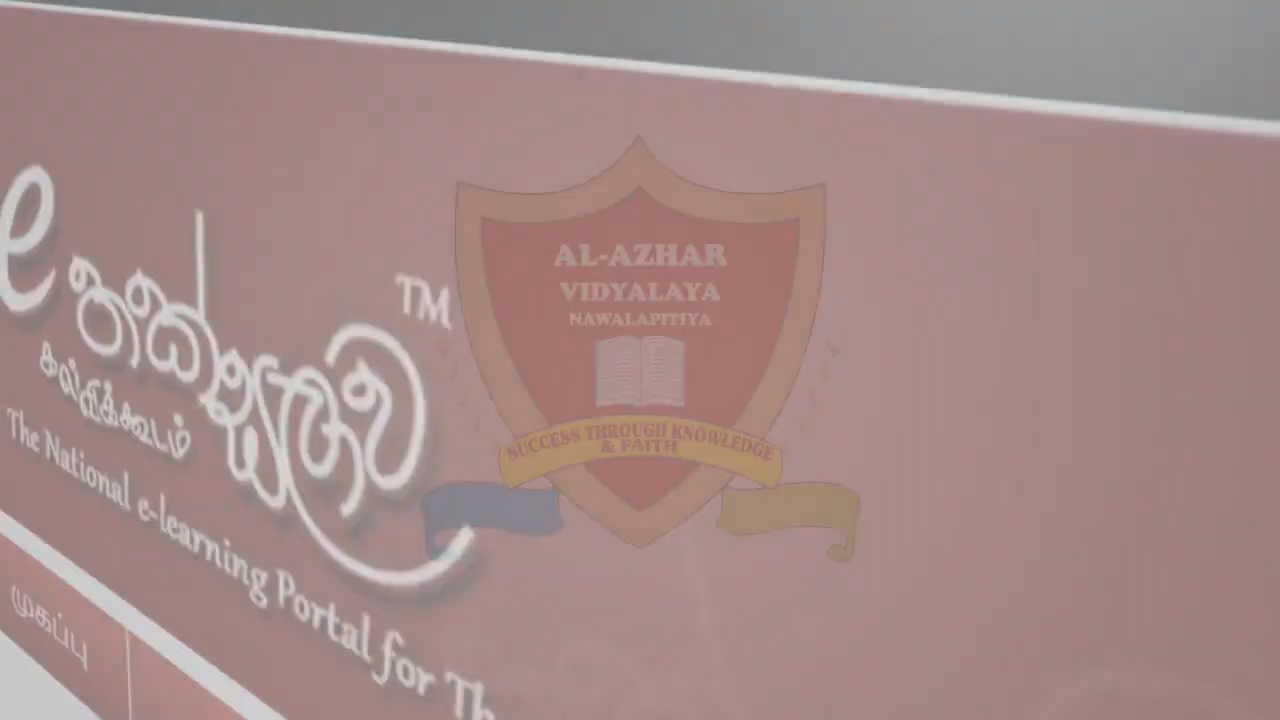 e තක්සලාව
TM
கல்விக்கூடம்
The National e-learning Portal for Th
முகப்பு
AL-AZHAR
VIDYALAYA
NAWALAPITIYA
SUCCESS THROUGH KNOWLEDGE
& FAITH